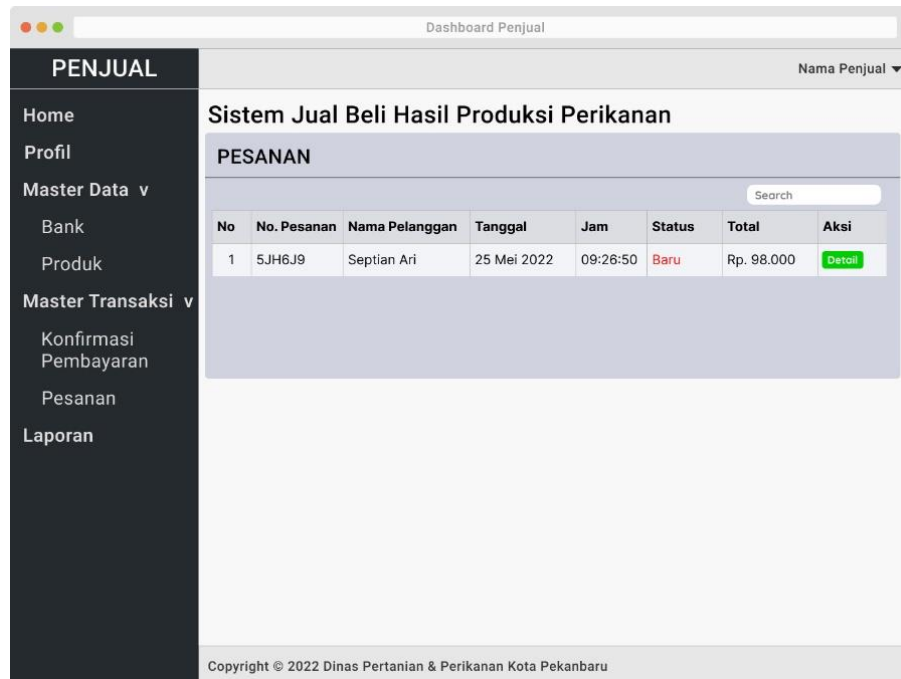 Dashboard Penjual
PENJUAL
Nama Penjual
Home
Profil
Master Data v
Bank
Produk
Master Transaksi v
Konfirmasi
Pembayaran
Pesanan
Laporan
Sistem Jual Beli Hasil Produksi Perikanan
PESANAN
Search
No No. Pesanan Nama Pelanggan Tanggal Jam Status Total Aksi
1 5JH6J9 Septian Ari 25 Mei 2022 09:26:50 Baru Rp. 98.000 Detail
Copyright © 2022 Dinas Pertanian & Perikanan Kota Pekanbaru